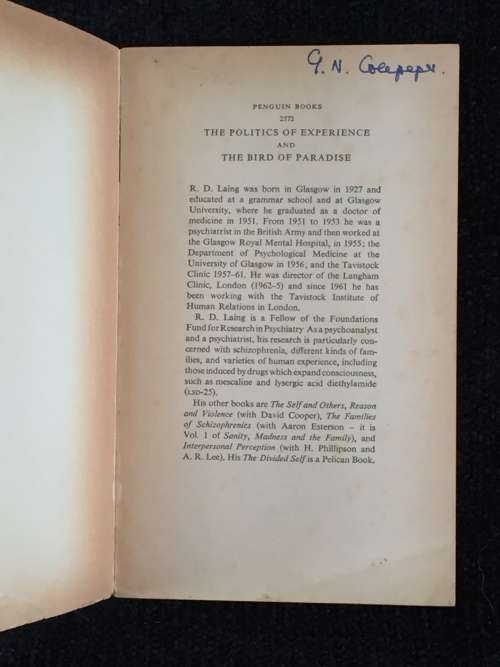 G. N. Colepepr.
PENGUIN BOOKS
2572
THE POLITICS OF EXPERIENCE
AND
THE BIRD OF PARADISE
R. D. Laing was born in Glasgow in 1927 and
educated at a grammar school and at Glasgow
University, where he graduated as a doctor of
medicine in 1951. From 1951 to 1953 he was a
psychiatrist in the British Army and then worked at
the Glasgow Royal Mental Hospital, in 1955; the
Department of Psychological Medicine at the
University of Glasgow in 1956; and the Tavistock
Clinic 1957–61. He was director of the Langham
Clinic, London (1962–5) and since 1961 he has
been working with the Tavistock Institute of
Human Relations in London.
R. D. Laing is a Fellow of the Foundations
Fund for Research in Psychiatry As a psychoanalyst
and a psychiatrist, his research is particularly con-
cerned with schizophrenia, different kinds of fam-
ilies, and varieties of human experience, including
those induced by drugs which expand consciousness,
such as mescaline and lysergic acid diethylamide
(LSD-25).
His other books are The Self and Others, Reason
and Violence (with David Cooper), The Families
of Schizophrenics (with Aaron Esterson – it is
Vol. 1 of Sanity, Madness and the Family), and
Interpersonal Perception (with H. Phillipson and
A. R. Lee), His The Divided Self is a Pelican Book.